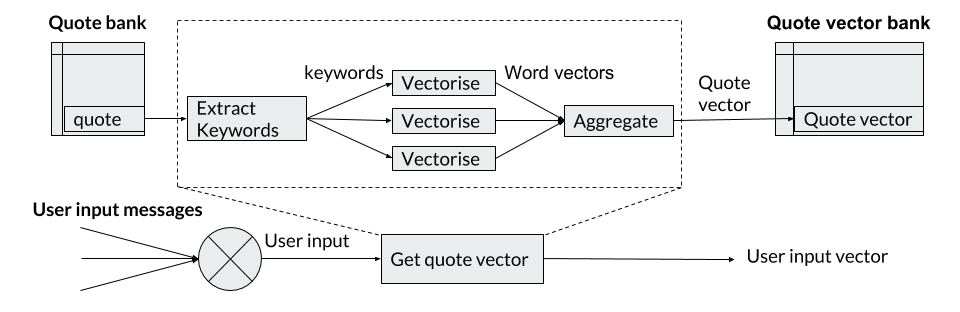 Quote bank
Quote vector bank
keywords
Vectorise
Word vectors
Quote
vector
quote
Extract
Keywords
Vectorise
Aggregate
Quote vector
Vectorise
User input messages
User input
Get quote vector
User input vector